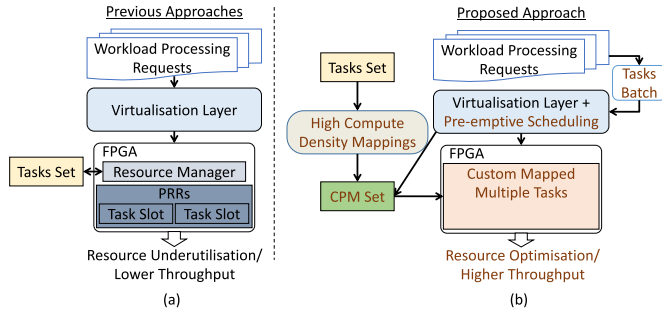 Previous Approaches
Workload Processing
Requests
Virtualisation Layer
FPGA
Tasks Set
Resource Manager
PRRs
Task Slot
Task Slot
Resource Underutilisation/
Lower Throughput
(a)
Proposed Approach
Workload Processing
Requests
Tasks Set
Tasks
Batch
Virtualisation Layer +
Pre-emptive Scheduling
High Compute
Density Mappings
FPGA
Custom Mapped
Multiple Tasks
CPM Set
Resource Optimisation/
Higher Throughput
(b)